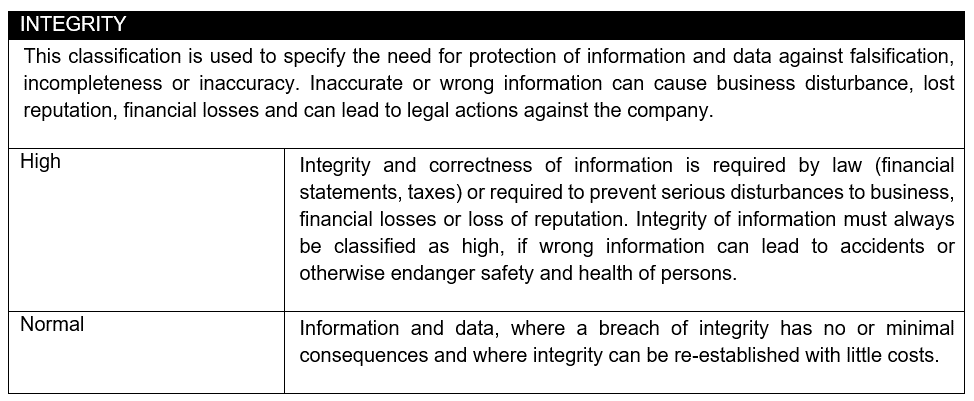 INTEGRITY
This classification is used to specify the need for protection of information and data against falsification,
incompleteness or inaccuracy. Inaccurate or wrong information can cause business disturbance, lost
reputation, financial losses and can lead to legal actions against the company.
High
Integrity and correctness of information is required by law (financial
statements, taxes) or required to prevent serious disturbances to business,
financial losses or loss of reputation. Integrity of information must always
be classified as high, if wrong information can lead to accidents or
otherwise endanger safety and health of persons.
Normal
Information and data, where a breach of integrity has no or minimal
consequences and where integrity can be re-established with little costs.